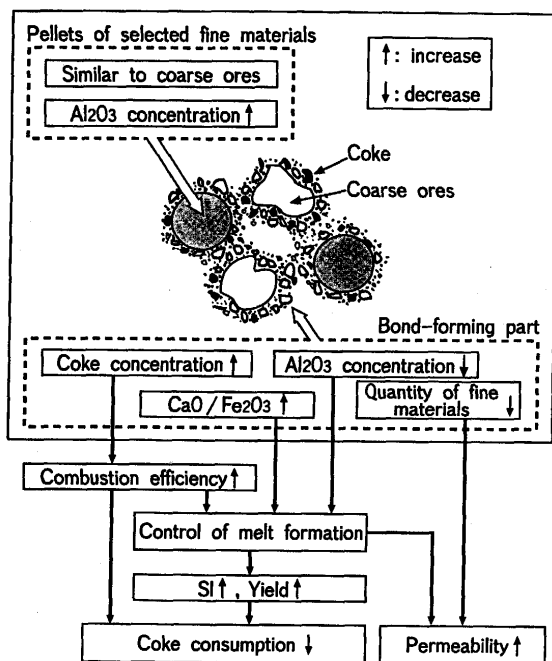 Pellets of selected fine materials
Similar to coarse ores
Al2O3 concentration ↑
↑: increase
↓: decrease
Coke
Coarse ores
Bond-forming part
Coke concentration ↑
Al2O3 concentration ↓
CaO/Fe2O3 ↑
Quantity of fine
materials ↓
Combustion efficiency ↑
Control of melt formation
SI ↑, Yield ↑
Coke consumption ↓
Permeability ↑